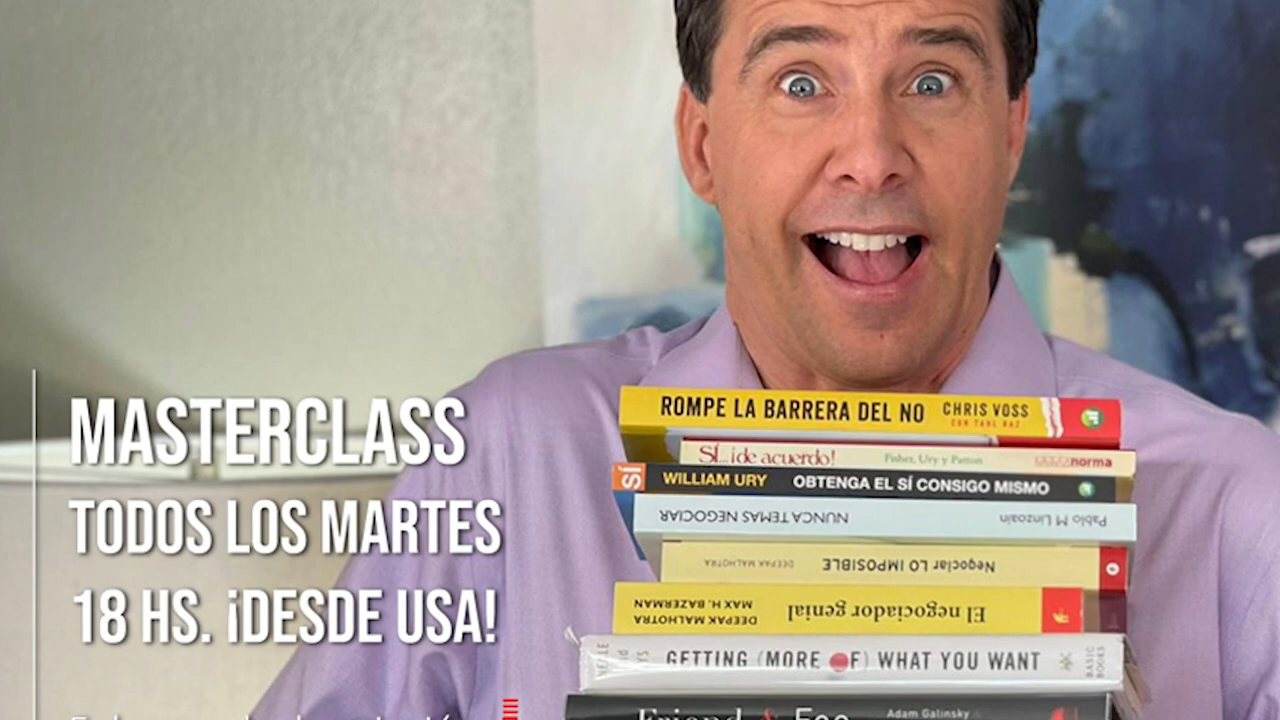 MASTERCLASS
TODOS LOS MARTES
18 HS. ¡DESDE USA!
ROMPE LA BARRERA DEL NO CHRIS VOSS
CON TAHL RAZ
SÍ... ¡de acuerdo! Fisher, Ury y Patton norma
SÍ WILLIAM URY OBTENGA EL SÍ CONSIGO MISMO
NUNCA TEMAS NEGOCIAR Pablo M Linzoain
Negociar LO IMPOSIBLE DEEPAK MALHOTRA
El negociador genial DEEPAK MALHOTRA
MAX H. BAZERMAN
GETTING (MORE OF) WHAT YOU WANT BASIC BOOKS
Friend & Foe Adam Galinsky &